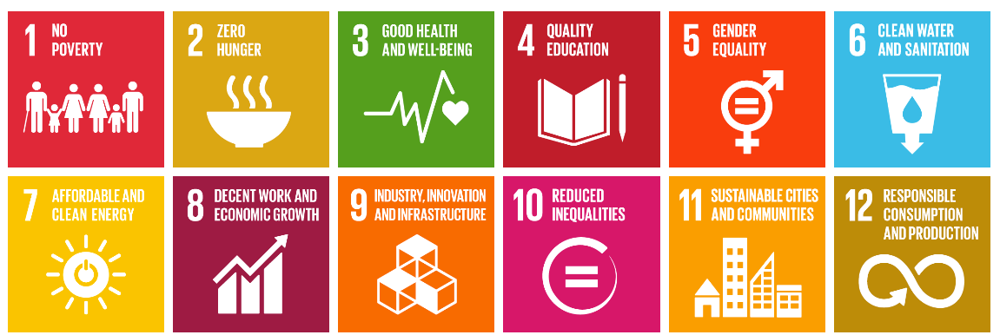 1 NO
POVERTY
2 ZERO
HUNGER
3 GOOD HEALTH
AND WELL-BEING
4 QUALITY
EDUCATION
5 GENDER
EQUALITY
6 CLEAN WATER
AND SANITATION
7 AFFORDABLE AND
CLEAN ENERGY
8 DECENT WORK AND
ECONOMIC GROWTH
9 INDUSTRY, INNOVATION
AND INFRASTRUCTURE
10 REDUCED
INEQUALITIES
11 SUSTAINABLE CITIES
AND COMMUNITIES
12 RESPONSIBLE
CONSUMPTION
AND PRODUCTION